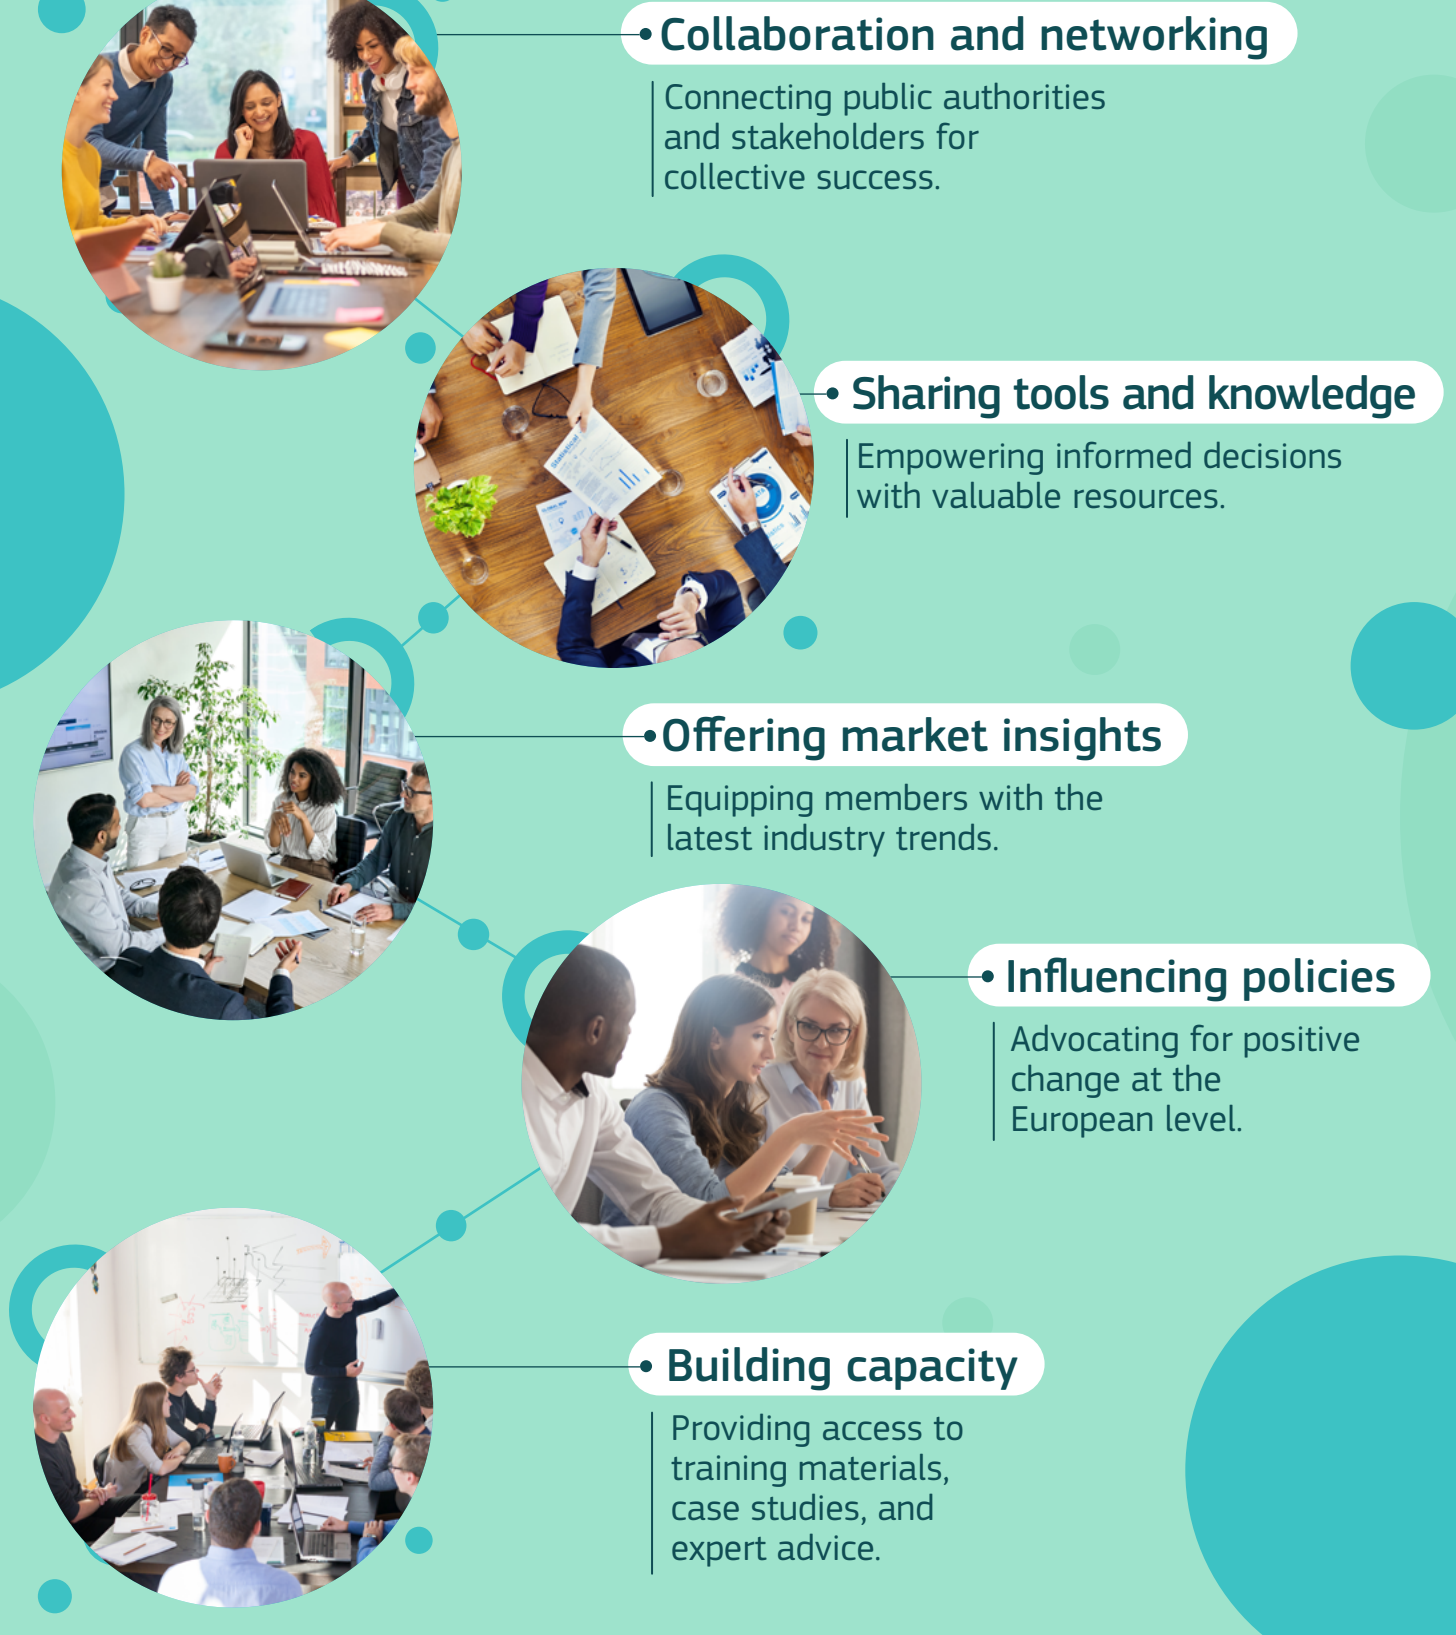 Collaboration and networking
Connecting public authorities
and stakeholders for
collective success.
Sharing tools and knowledge
Empowering informed decisions
with valuable resources.
Statistical
DATA
Offering market insights
Equipping members with the
latest industry trends.
Influencing policies
Advocating for positive
change at the
European level.
Building capacity
Providing access to
training materials,
case studies, and
expert advice.